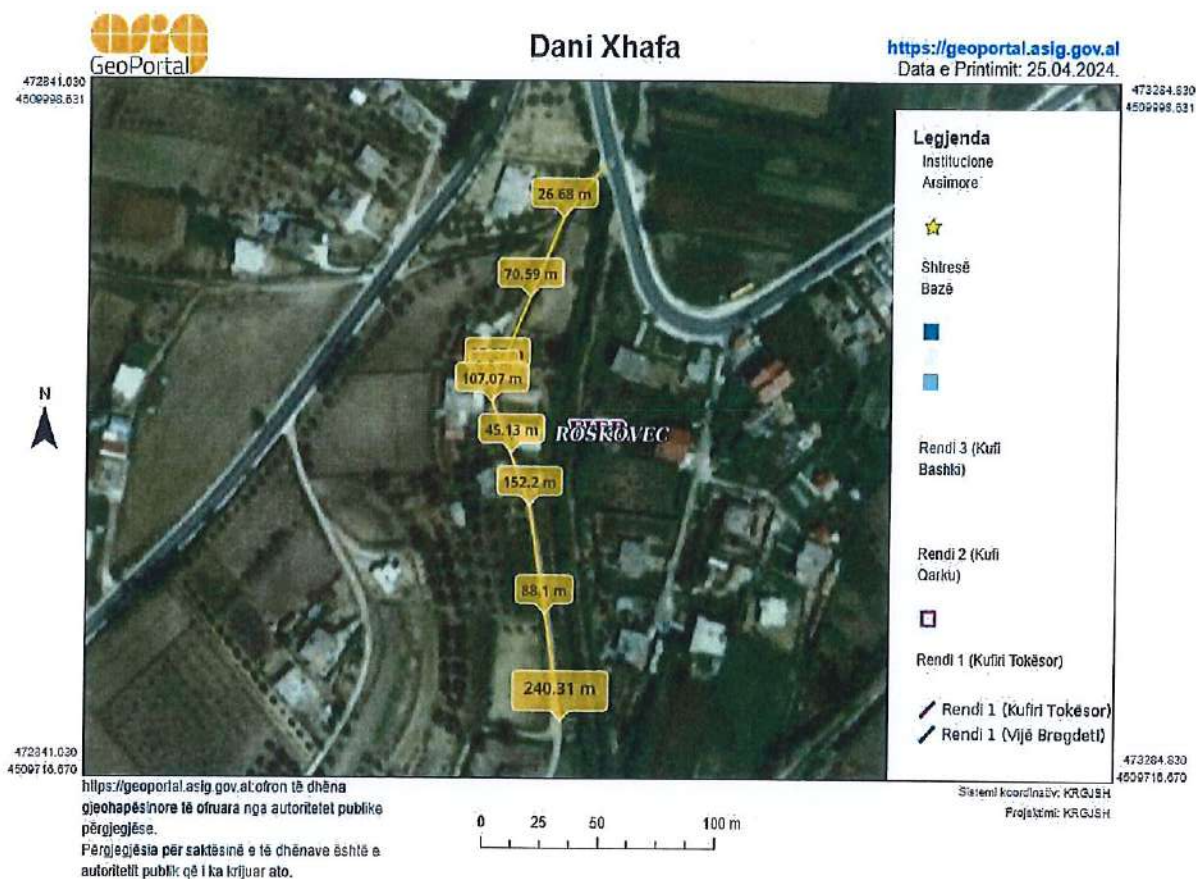 asig
GeoPortal
Dani Xhafa
https://geoportal.asig.gov.al
Data e Printimit: 25.04.2024.
472841.030
4509998.631
473284.830
4509998.631
Legjenda
Institucione
Arsimore
Shtresë
Bazë
Rendi 3 (Kufi
Bashki)
Rendi 2 (Kufi
Qarku)
Rendi 1 (Kufiri Tokësor)
Rendi 1 (Kufiri Tokësor)
Rendi 1 (Vijë Bregdeti)
26.68 m
70.59 m
107.07 m
45.13 m
ROSKOVEC
152.2 m
88.1 m
240.31 m
N
472841.030
4509716.670
473284.830
4509716.670
https://geoportal.asig.gov.al:ofron të dhëna
gjeohapësinore të ofruara nga autoritetet publike
përgjegjëse.
Përgjegjësia për saktësinë e të dhënave është e
autoritetit publik që i ka krijuar ato.
0 25 50 100 m
Sistemi koordinativ: KRGJSH
Projektimi: KRGJSH